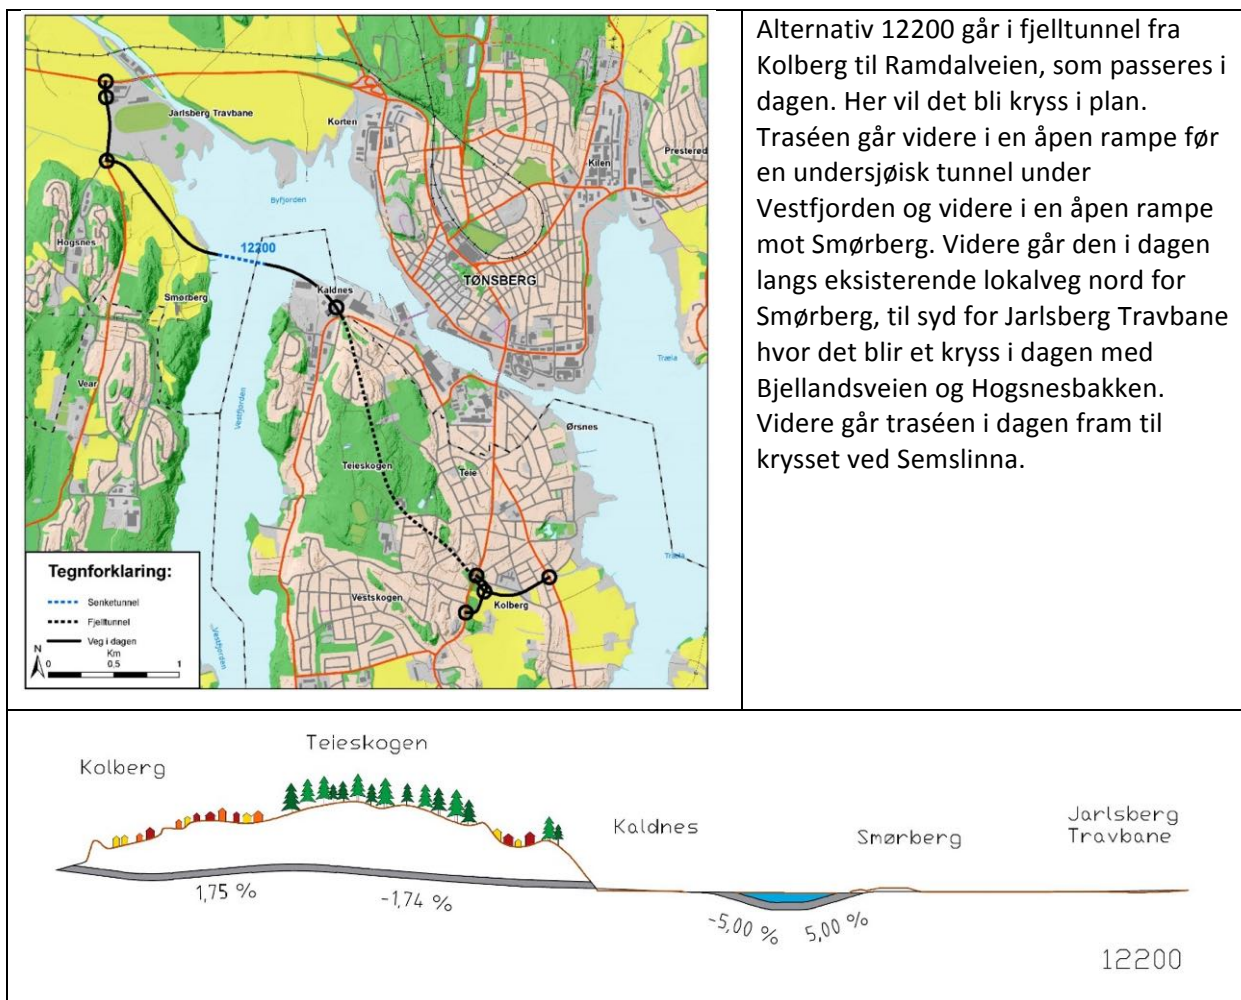 Jarlsberg Travbane
Korten
Presterød
Kilen
Byfjorden
Hogsnes
12200
TØNSBERG
Kaldnes
Smørberg
Træla
Vear
Vestfjorden
Ørsnes
Teieskogen
Teie
Træla
Tegnforklaring:
Senketunnel
Fjelltunnel
Veg i dagen
Vestskogen
Kolberg
Vestfjorden
N
Km
0 0,5 1
Alternativ 12200 går i fjelltunnel fra
Kolberg til Ramdalveien, som passeres i
dagen. Her vil det bli kryss i plan.
Traséen går videre i en åpen rampe før
en undersjøisk tunnel under
Vestfjorden og videre i en åpen rampe
mot Smørberg. Videre går den i dagen
langs eksisterende lokalveg nord for
Smørberg, til syd for Jarlsberg Travbane
hvor det blir et kryss i dagen med
Bjellandsveien og Hogsnesbakken.
Videre går traséen i dagen fram til
krysset ved Semslinna.
Teieskogen
Kolberg
Kaldnes
Smørberg
Jarlsberg
Travbane
1,75 %
-1,74 %
-5,00 %
5,00 %
12200